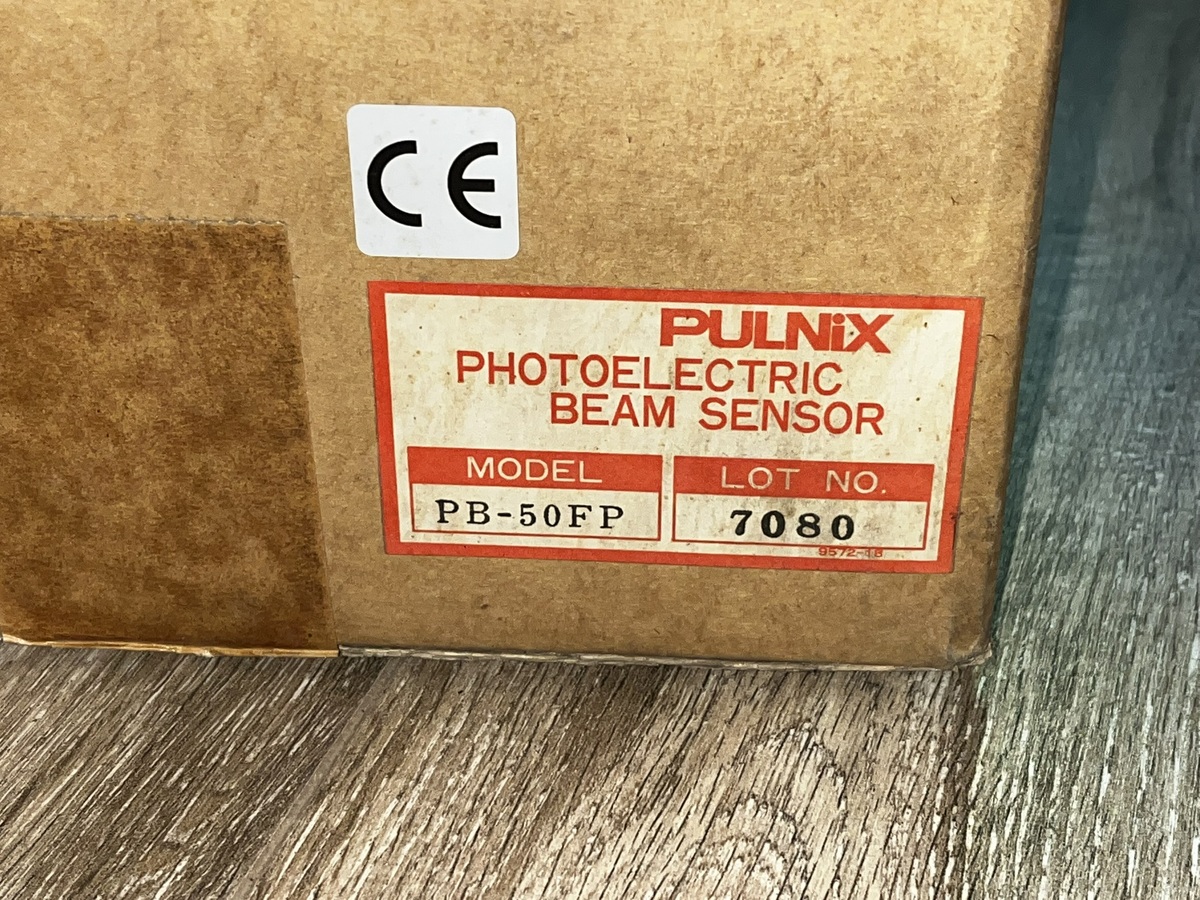 CE
PULNiX
PHOTOELECTRIC
BEAM SENSOR
MODEL
LOT NO.
PB-50FP
7080